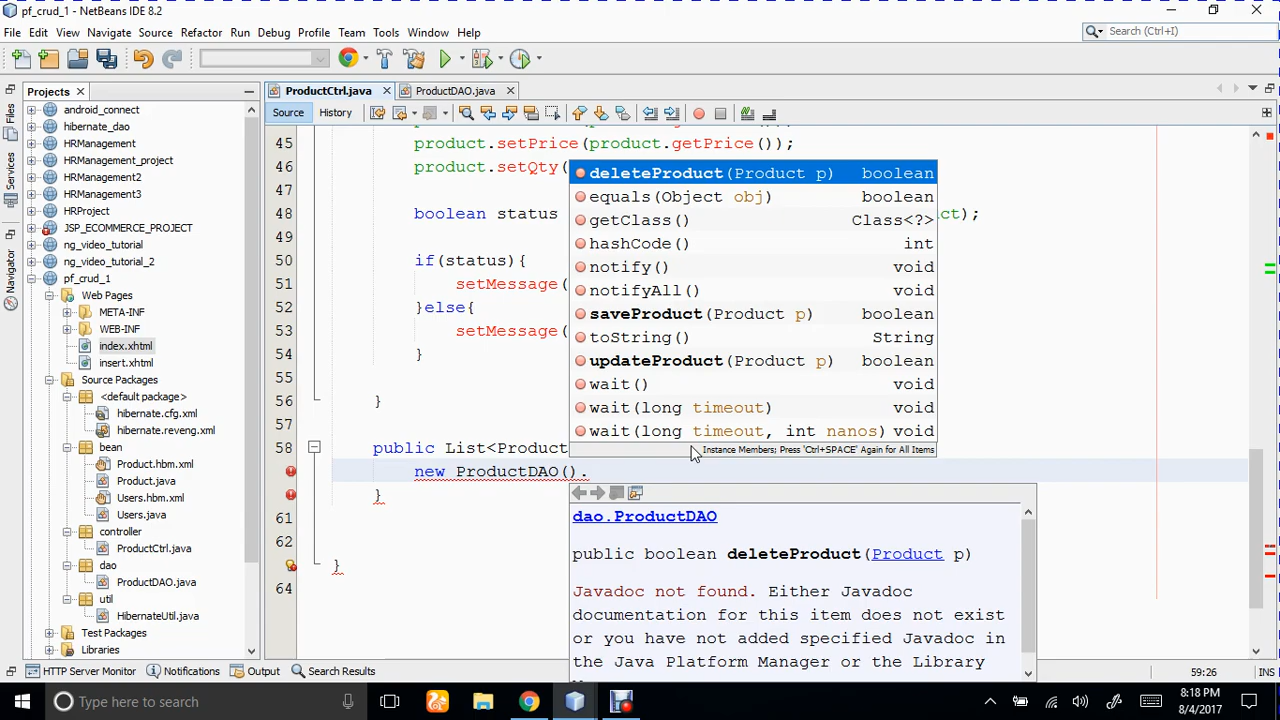 pf_crud_1 - NetBeans IDE 8.2
File Edit View Navigate Source Refactor Run Debug Profile Team Tools Window Help
Search (Ctrl+I)
Projects
ProductCtrl.java
ProductDAO.java
Files
Services
Navigator
Source History
android_connect
hibernate_dao
HRManagement
HRManagement_project
HRManagement2
HRManagement3
HRProject
JSP_ECOMMERCE_PROJECT
ng_video_tutorial
ng_video_tutorial_2
pf_crud_1
Web Pages
META-INF
WEB-INF
index.xhtml
insert.xhtml
Source Packages
<default package>
hibernate.cfg.xml
hibernate.reveng.xml
bean
Product.hbm.xml
Product.java
Users.hbm.xml
Users.java
controller
ProductCtrl.java
dao
ProductDAO.java
util
HibernateUtil.java
Test Packages
Libraries
45 product.setPrice(product.getPrice());
46 product.setQty(
47
48 boolean status ct);
49
50 if(status){
51 setMessage(
52 }else{
53 setMessage(
54 }
55
56 }
57
58 public List<Product
new ProductDAO().
}
61
62
}
64
deleteProduct(Product p) boolean
equals(Object obj) boolean
getClass() Class<?>
hashCode() int
notify() void
notifyAll() void
saveProduct(Product p) boolean
toString() String
updateProduct(Product p) boolean
wait() void
wait(long timeout) void
wait(long timeout, int nanos) void
Instance Members; Press 'Ctrl+SPACE' Again for All Items
dao.ProductDAO
public boolean deleteProduct(Product p)
Javadoc not found. Either Javadoc
documentation for this item does not exist
or you have not added specified Javadoc in
the Java Platform Manager or the Library
HTTP Server Monitor Notifications Output Search Results
59:26 INS
Type here to search
8:18 PM
8/4/2017